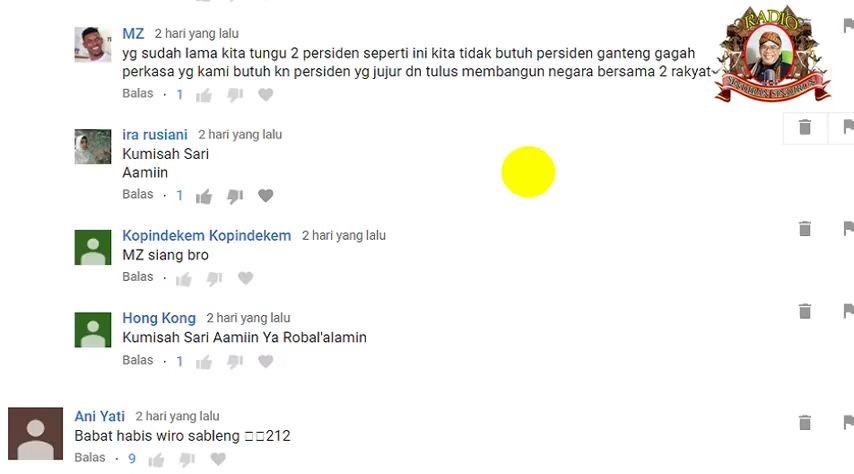 MZ 2 hari yang lalu
yg sudah lama kita tungu 2 persiden seperti ini kita tidak butuh persiden ganteng gagah
perkasa yg kami butuh kn persiden yg jujur dn tulus membangun negara bersama 2 rakyat
Balas · 1
ira rusiani 2 hari yang lalu
Kumisah Sari
Aamiin
Balas · 1
Kopindekem Kopindekem 2 hari yang lalu
MZ siang bro
Balas ·
Hong Kong 2 hari yang lalu
Kumisah Sari Aamiin Ya Robal'alamin
Balas · 1
Ani Yati 2 hari yang lalu
Babat habis wiro sableng □□212
Balas · 9
RADIO